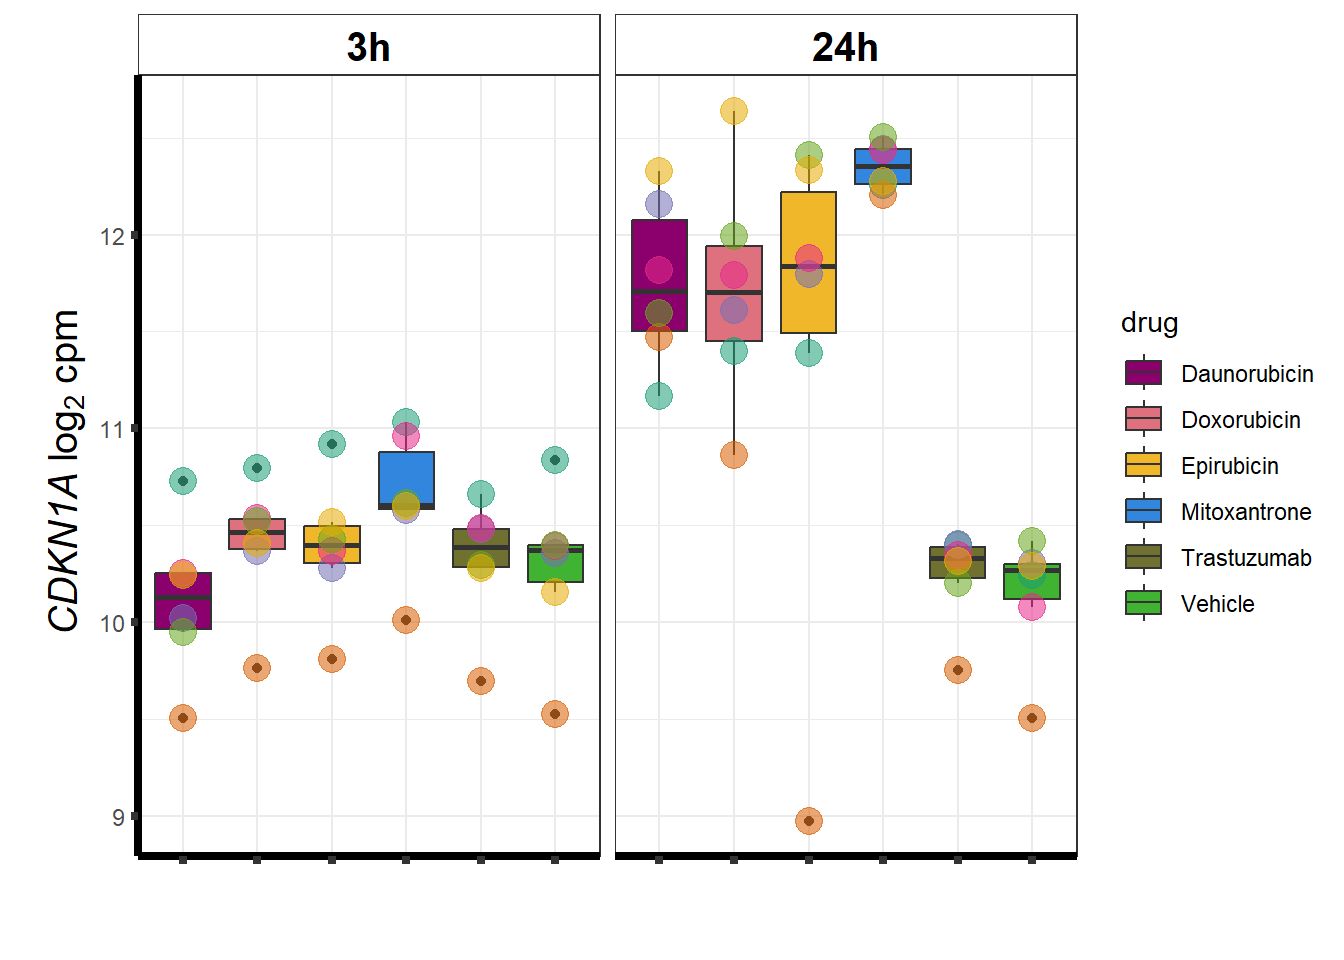 3h
24h
CDKN1A log₂ cpm
12
11
10
9
drug
Daunorubicin
Doxorubicin
Epirubicin
Mitoxantrone
Trastuzumab
Vehicle